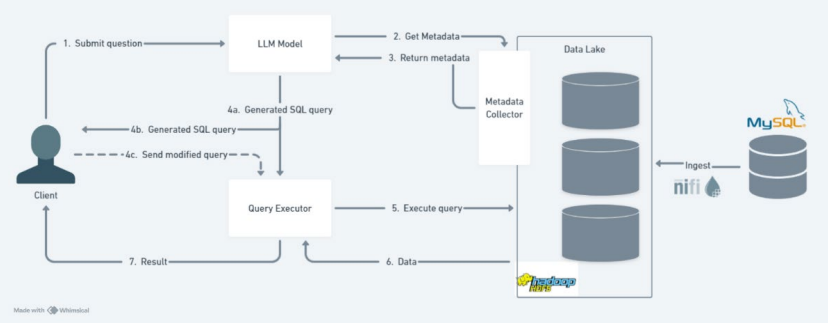 1. Submit question
LLM Model
2. Get Metadata
3. Return metadata
Data Lake
4a. Generated SQL query
Metadata
Collector
MySQL
4b. Generated SQL query
4c. Send modified query
Ingest
nifi
Client
Query Executor
5. Execute query
7. Result
6. Data
hadoop
HDFS
Made with Whimsical